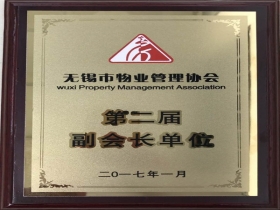 无锡市物业管理协会
wuxi Property Management Association
第二届
副会长单位
二〇一七年一月